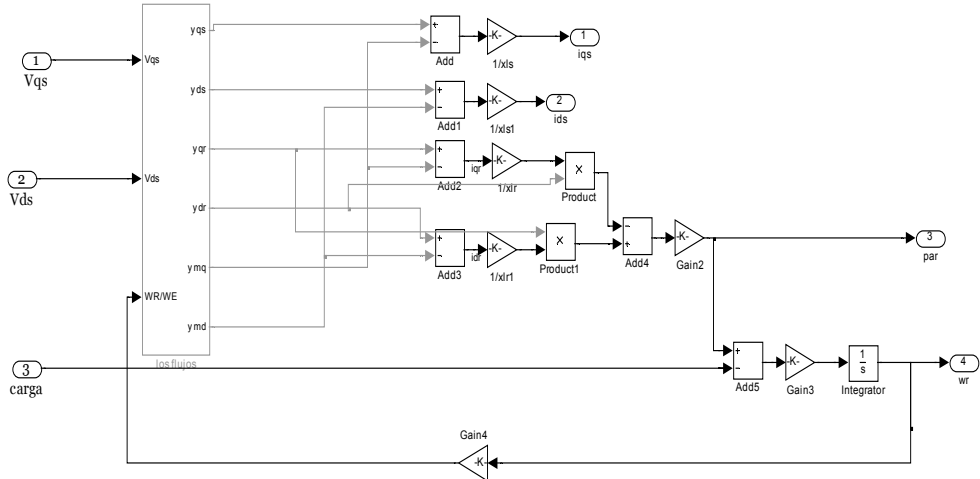 1
Vqs
2
Vds
3
carga
Vqs
Vds
WR/WE
yqs
yds
yqr
ydr
ymq
ymd
los flujos
+
−
Add
-K-
1/xls
1
iqs
+
−
Add1
-K-
1/xls1
2
ids
+
−
Add2
iqr
-K-
1/xlr
X
Product
+
−
Add3
idr
-K-
1/xlr1
X
Product1
−
+
Add4
-K-
Gain2
3
par
+
−
Add5
-K-
Gain3
1
s
Integrator
4
wr
Gain4
-K-